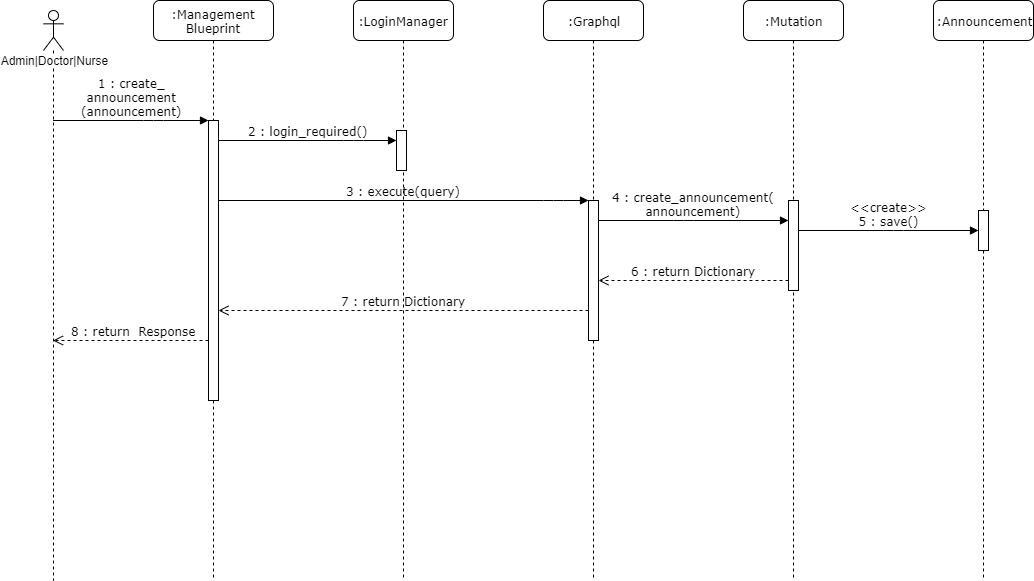 :Management
Blueprint
:LoginManager
:Graphql
:Mutation
:Announcement
Admin|Doctor|Nurse
1 : create_
announcement
(announcement)
2 : login_required()
3 : execute(query)
4 : create_announcement(
announcement)
<<create>>
5 : save()
6 : return Dictionary
7 : return Dictionary
8 : return  Response